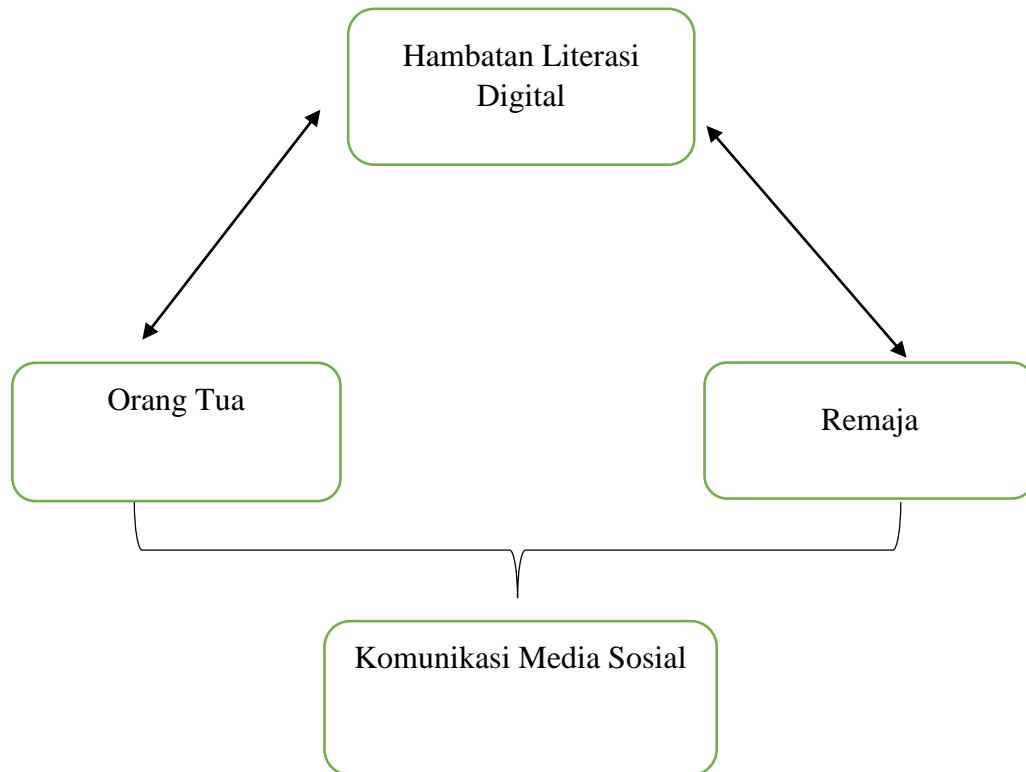 Hambatan Literasi
Digital
Orang Tua
Remaja
Komunikasi Media Sosial